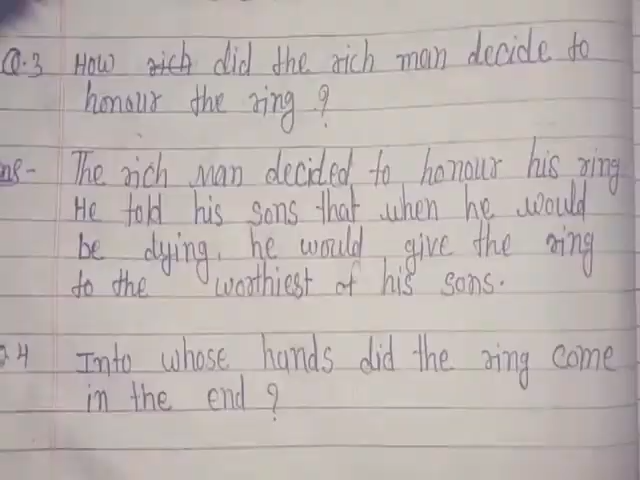 Q.3 How rich did the rich man decide to
honour the ring ?
ns- The rich man decided to honour his ring
He told his sons that when he would
be dying, he would give the ring
to the worthiest of his sons.
.4 Into whose hands did the ring come
in the end ?